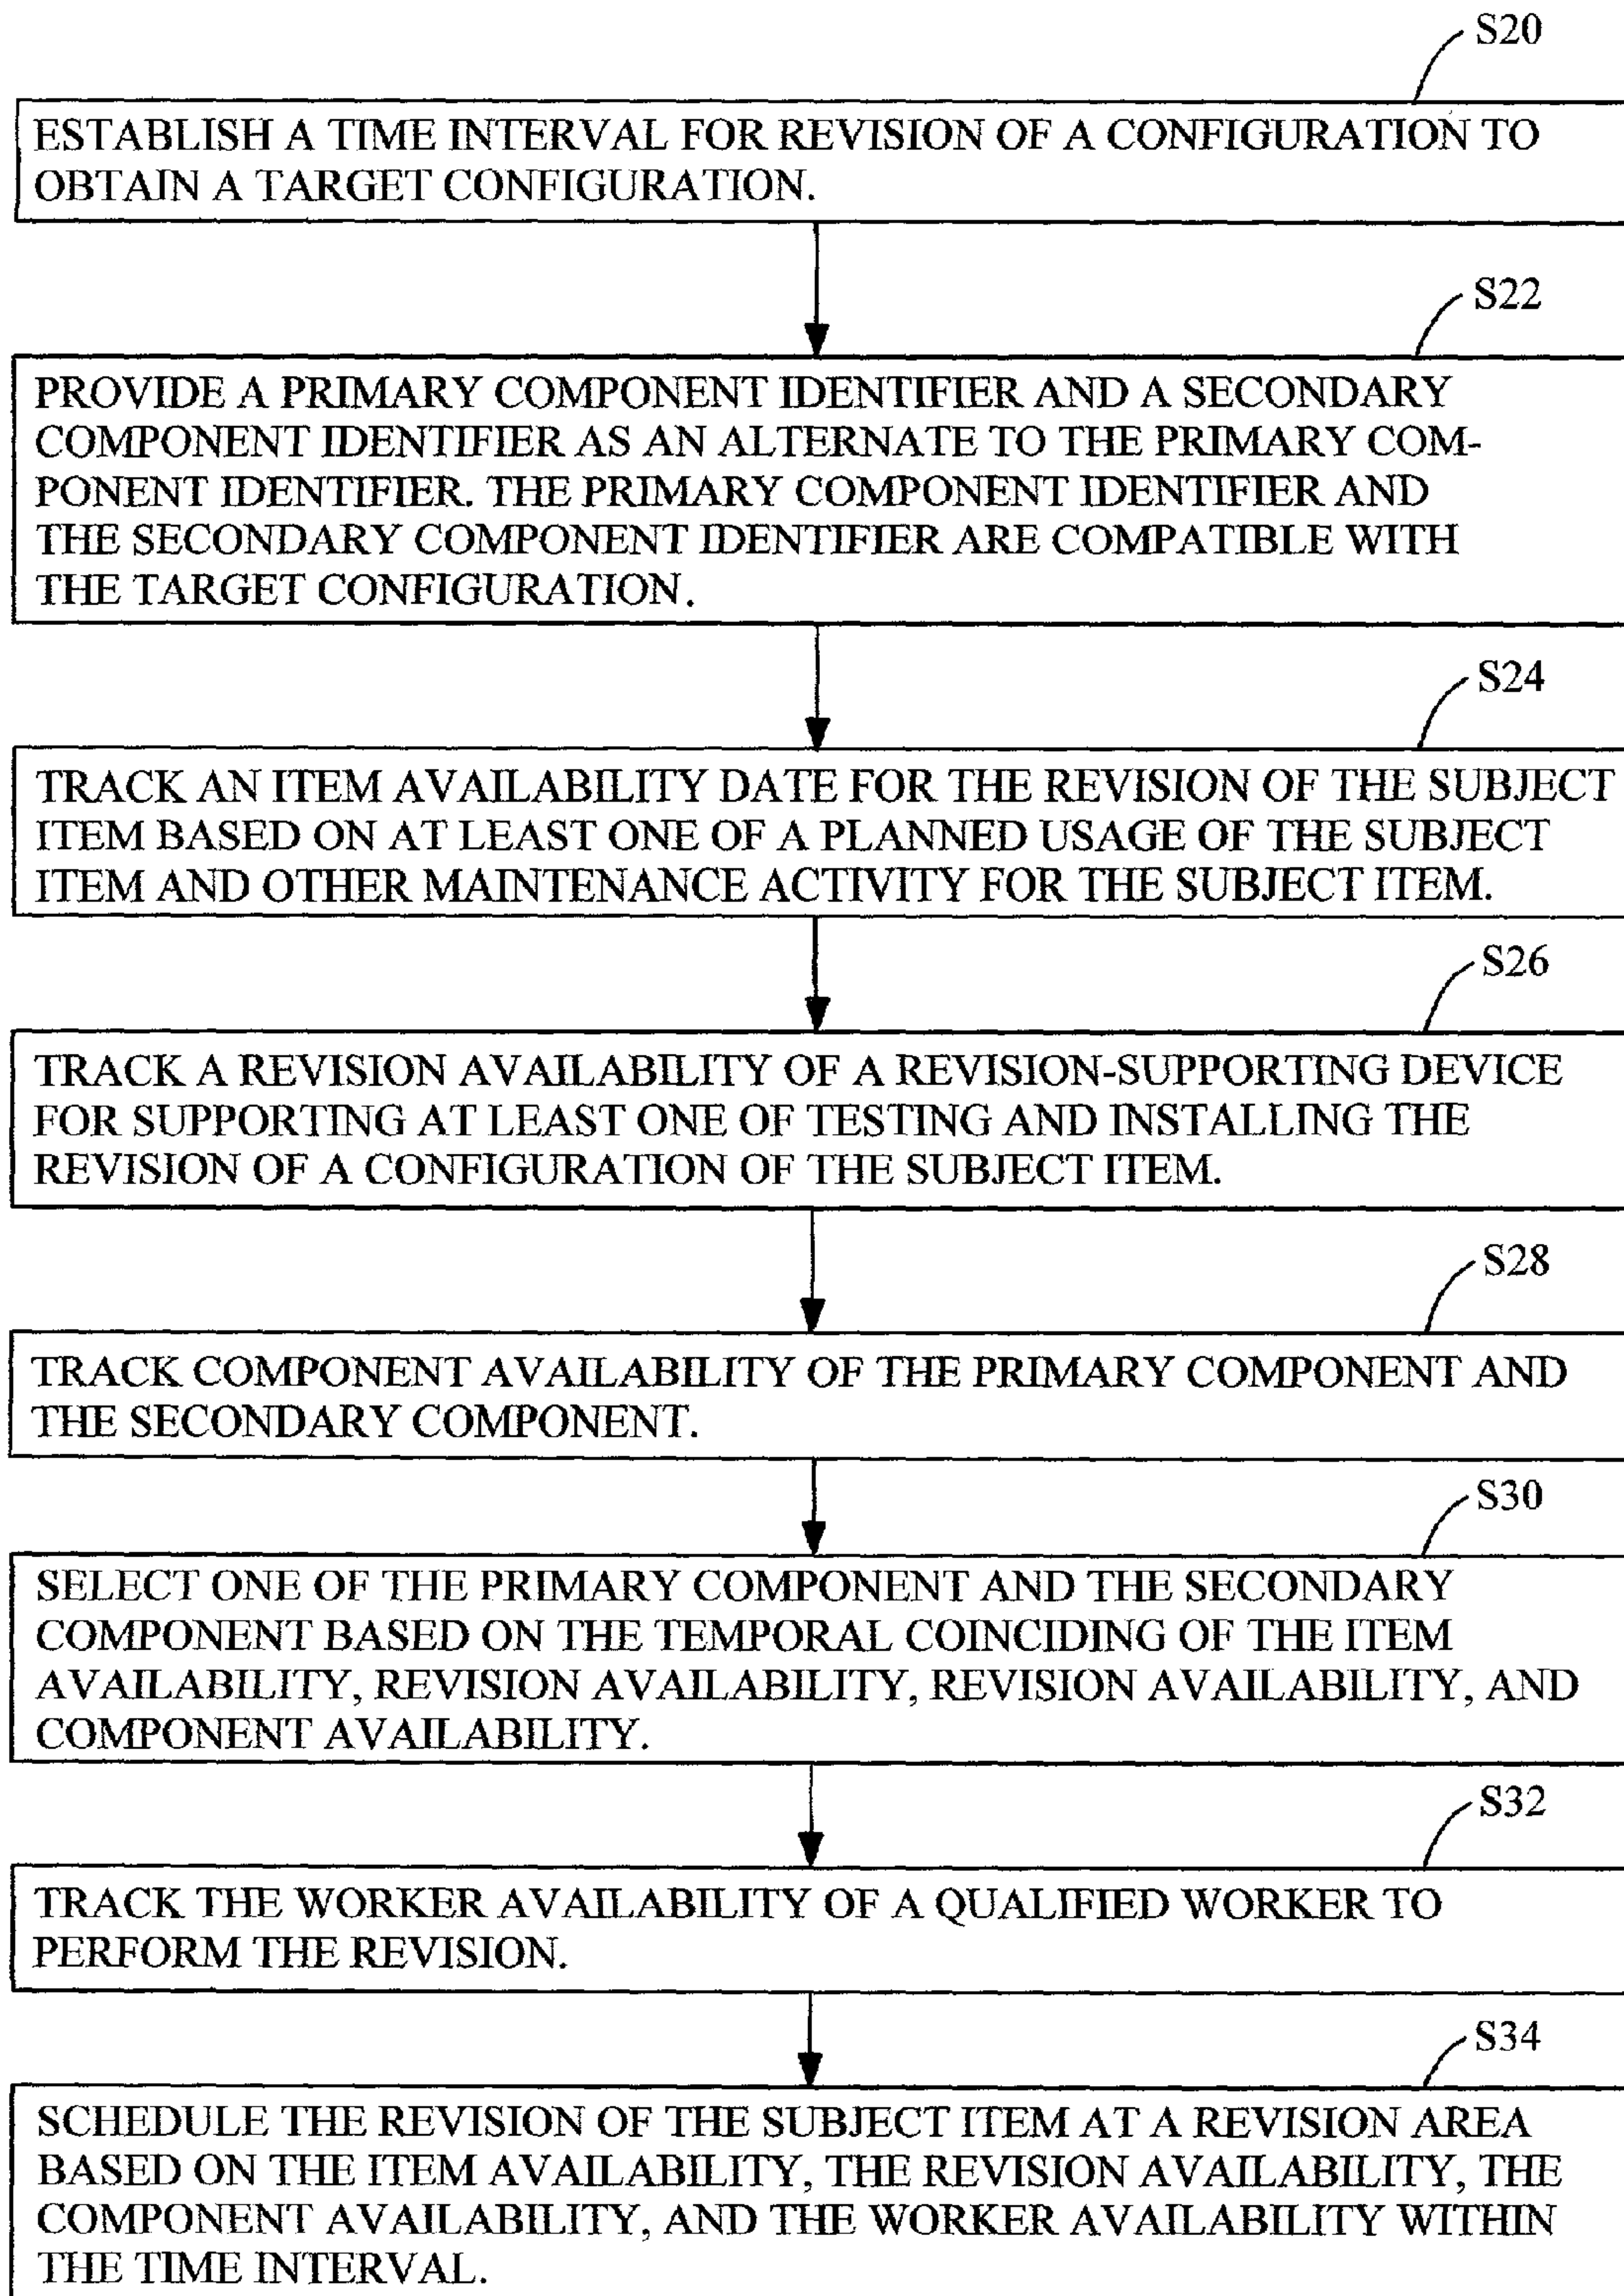 S20
ESTABLISH A TIME INTERVAL FOR REVISION OF A CONFIGURATION TO
OBTAIN A TARGET CONFIGURATION.
S22
PROVIDE A PRIMARY COMPONENT IDENTIFIER AND A SECONDARY
COMPONENT IDENTIFIER AS AN ALTERNATE TO THE PRIMARY COM-
PONENT IDENTIFIER. THE PRIMARY COMPONENT IDENTIFIER AND
THE SECONDARY COMPONENT IDENTIFIER ARE COMPATIBLE WITH
THE TARGET CONFIGURATION.
S24
TRACK AN ITEM AVAILABILITY DATE FOR THE REVISION OF THE SUBJECT
ITEM BASED ON AT LEAST ONE OF A PLANNED USAGE OF THE SUBJECT
ITEM AND OTHER MAINTENANCE ACTIVITY FOR THE SUBJECT ITEM.
S26
TRACK A REVISION AVAILABILITY OF A REVISION-SUPPORTING DEVICE
FOR SUPPORTING AT LEAST ONE OF TESTING AND INSTALLING THE
REVISION OF A CONFIGURATION OF THE SUBJECT ITEM.
S28
TRACK COMPONENT AVAILABILITY OF THE PRIMARY COMPONENT AND
THE SECONDARY COMPONENT.
S30
SELECT ONE OF THE PRIMARY COMPONENT AND THE SECONDARY
COMPONENT BASED ON THE TEMPORAL COINCIDING OF THE ITEM
AVAILABILITY, REVISION AVAILABILITY, REVISION AVAILABILITY, AND
COMPONENT AVAILABILITY.
S32
TRACK THE WORKER AVAILABILITY OF A QUALIFIED WORKER TO
PERFORM THE REVISION.
S34
SCHEDULE THE REVISION OF THE SUBJECT ITEM AT A REVISION AREA
BASED ON THE ITEM AVAILABILITY, THE REVISION AVAILABILITY, THE
COMPONENT AVAILABILITY, AND THE WORKER AVAILABILITY WITHIN
THE TIME INTERVAL.